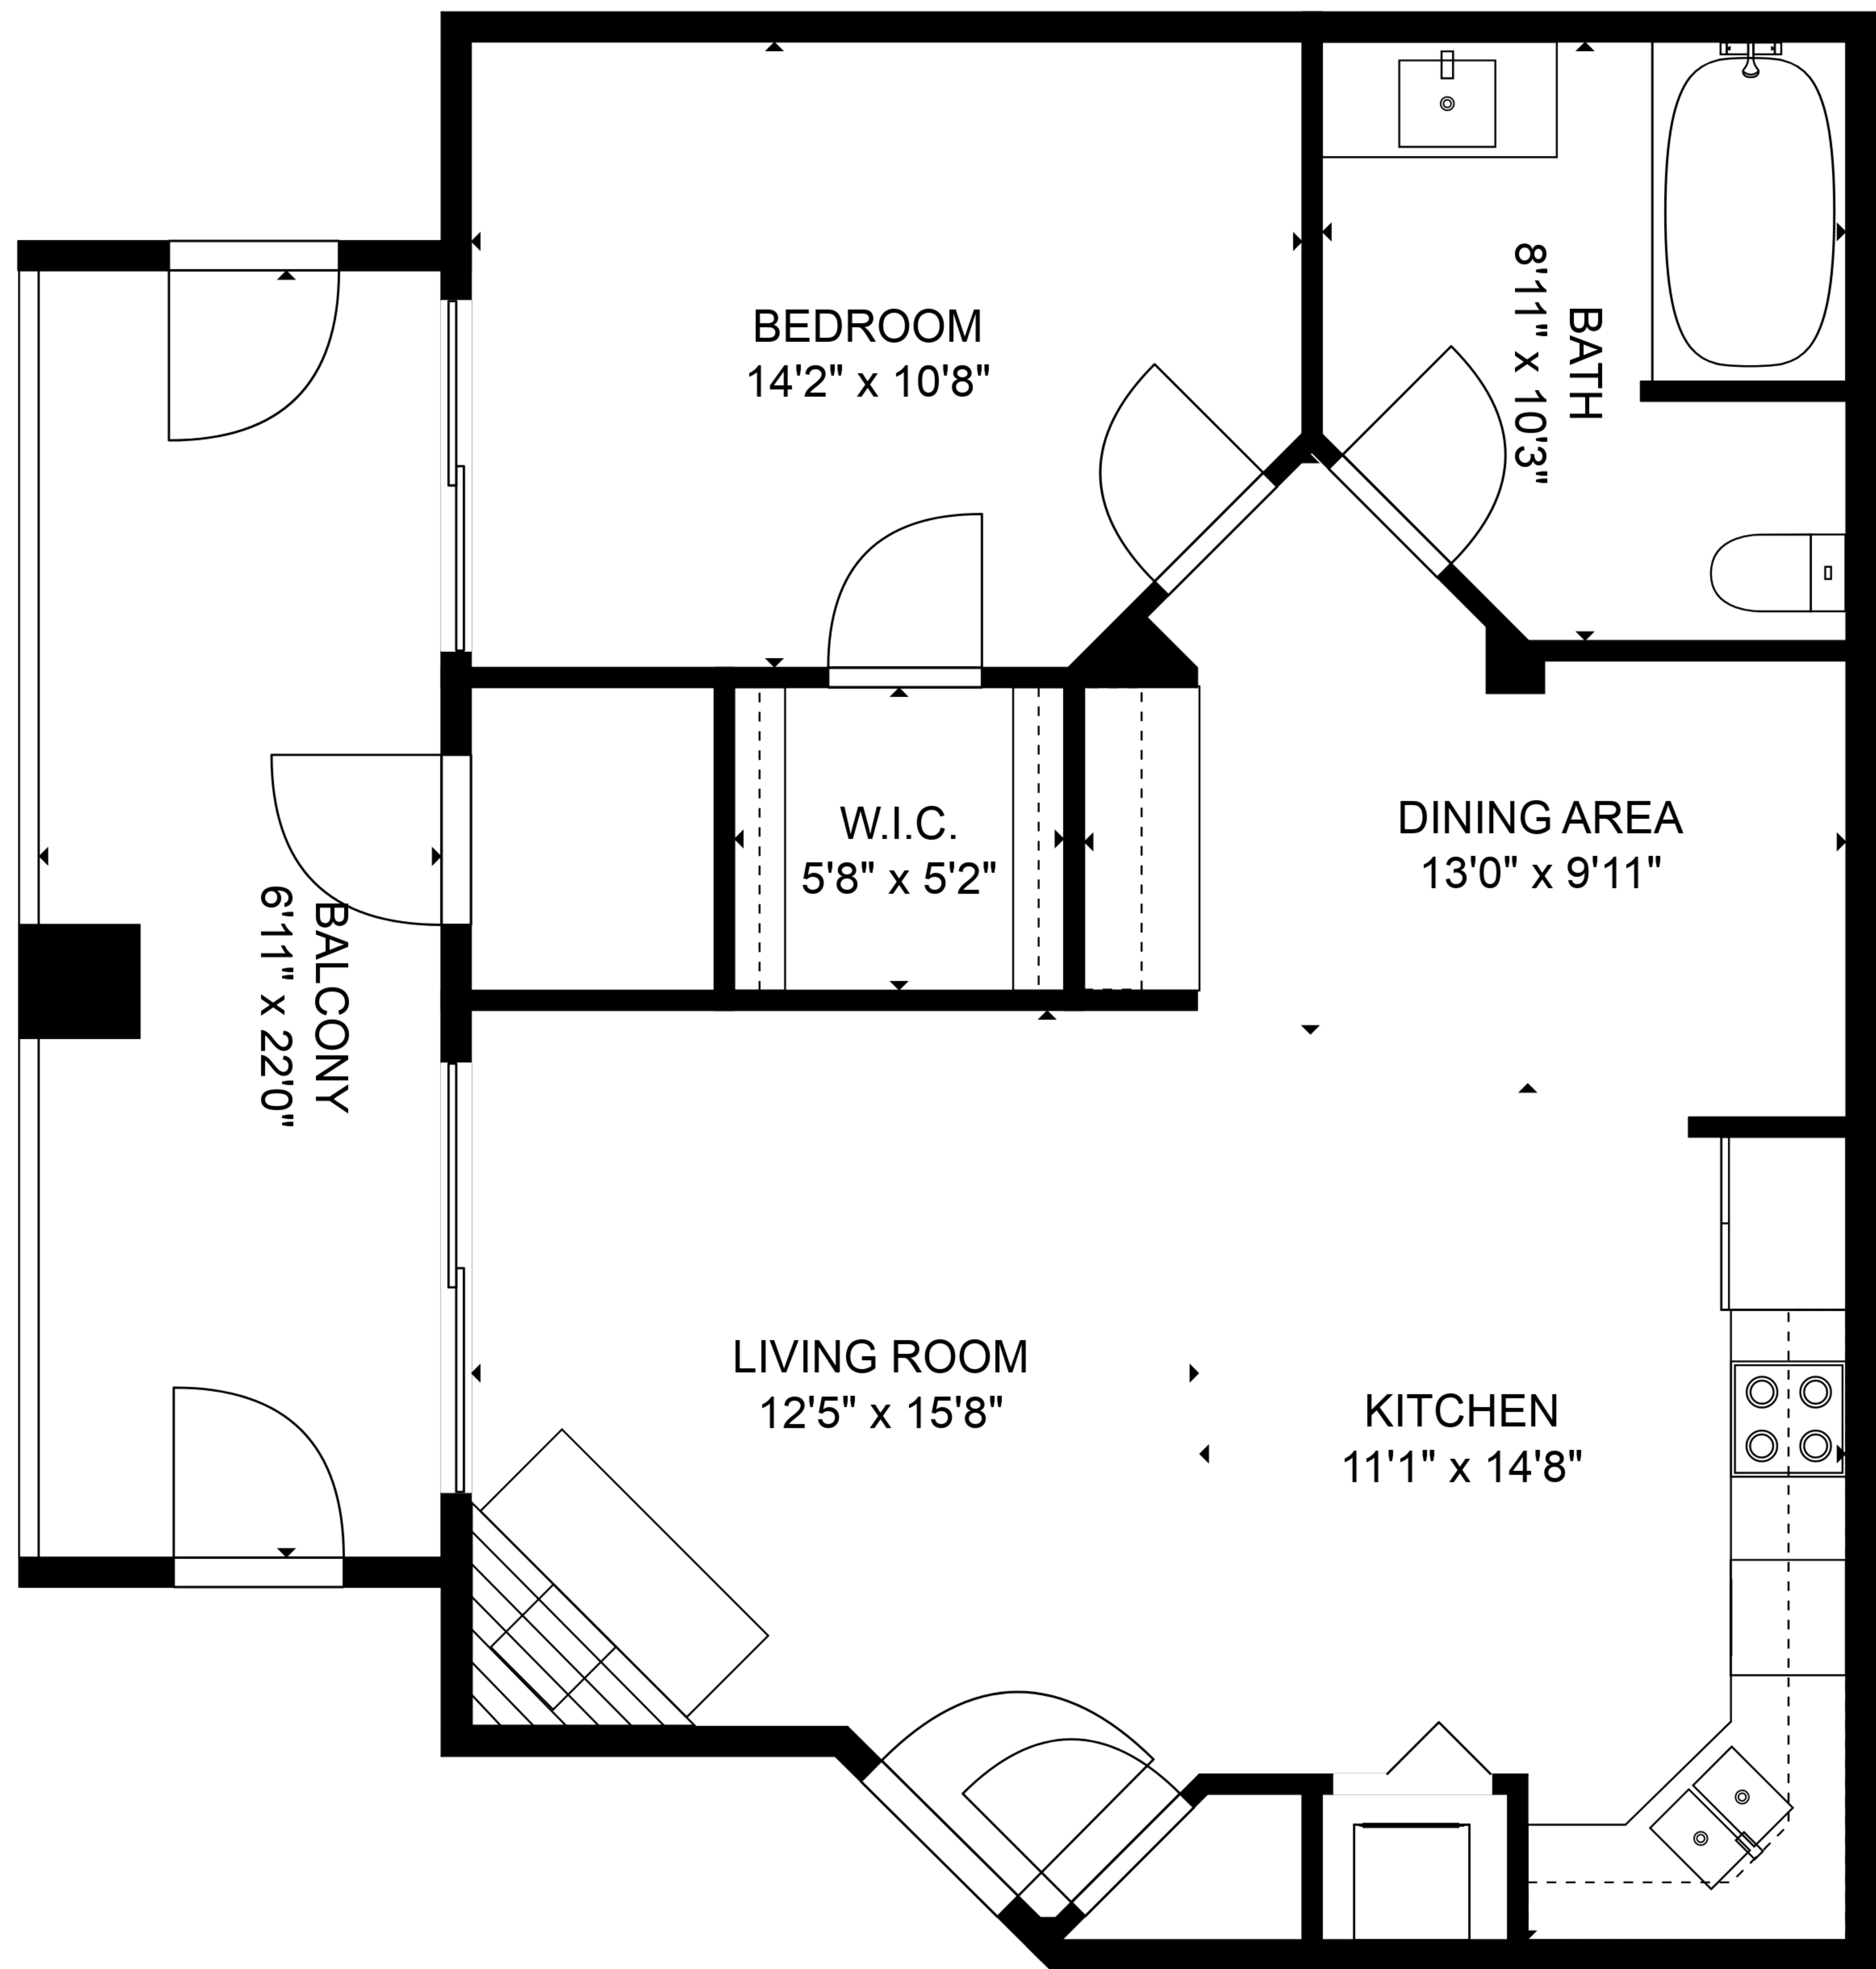 BEDROOM
14'2" x 10'8"
BATH
8'11" x 10'3"
W.I.C.
5'8" x 5'2"
DINING AREA
13'0" x 9'11"
BALCONY
6'11" x 22'0"
LIVING ROOM
12'5" x 15'8"
KITCHEN
11'1" x 14'8"